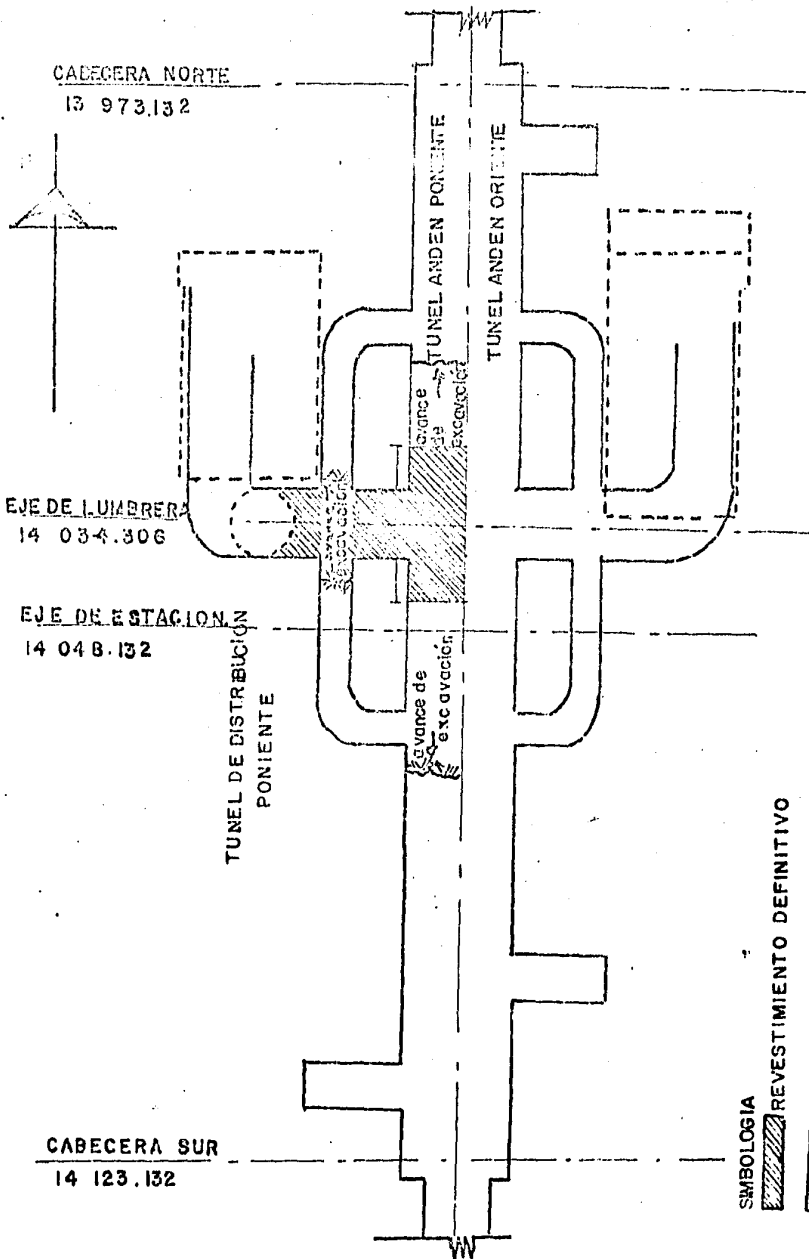 CABECERA NORTE
13 973.132
TUNEL ANDEN PONIENTE
TUNEL ANDEN ORIENTE
avance
de
excavación
EJE DE LUMBRERA
14 034.306
excavación
EJE DE ESTACION
14 048.132
TUNEL DE DISTRIBUCIÓN
PONIENTE
avance de
excavación
CABECERA SUR
14 123.132
SIMBOLOGIA
REVESTIMIENTO DEFINITIVO